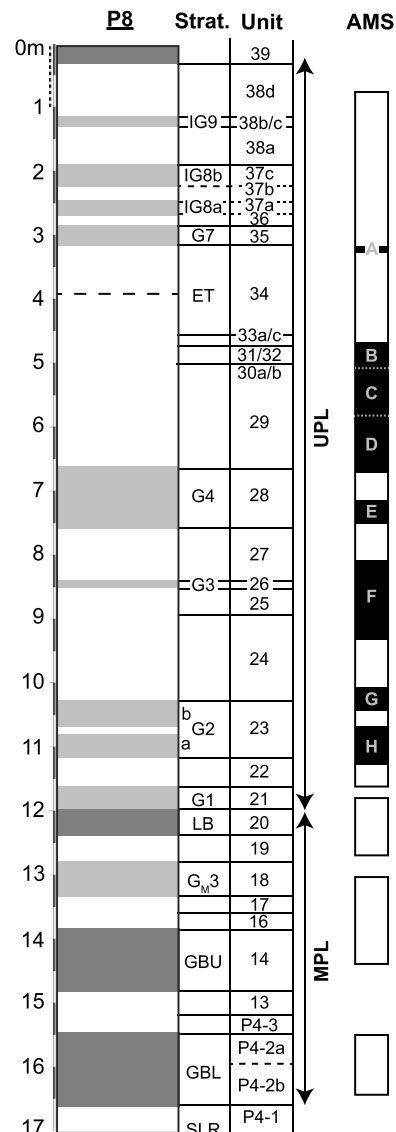 P8 Strat. Unit AMS
0m
39
38d
1
IG9 38b/c
38a
2
IG8b 37c
37b
IG8a 37a
36
3
G7 35
A
4
ET 34
33a/c
5
31/32
B
30a/b
C
6
29
UPL
D
7
G4 28
E
8
27
G3 26
F
9
25
24
10
G
b
G2 23
11
a
H
22
G1 21
12
LB 20
19
13
GM3 18
17
16
14
GBU 14
MPL
15
13
P4-3
P4-2a
16
GBL
P4-2b
P4-1
17
SLR